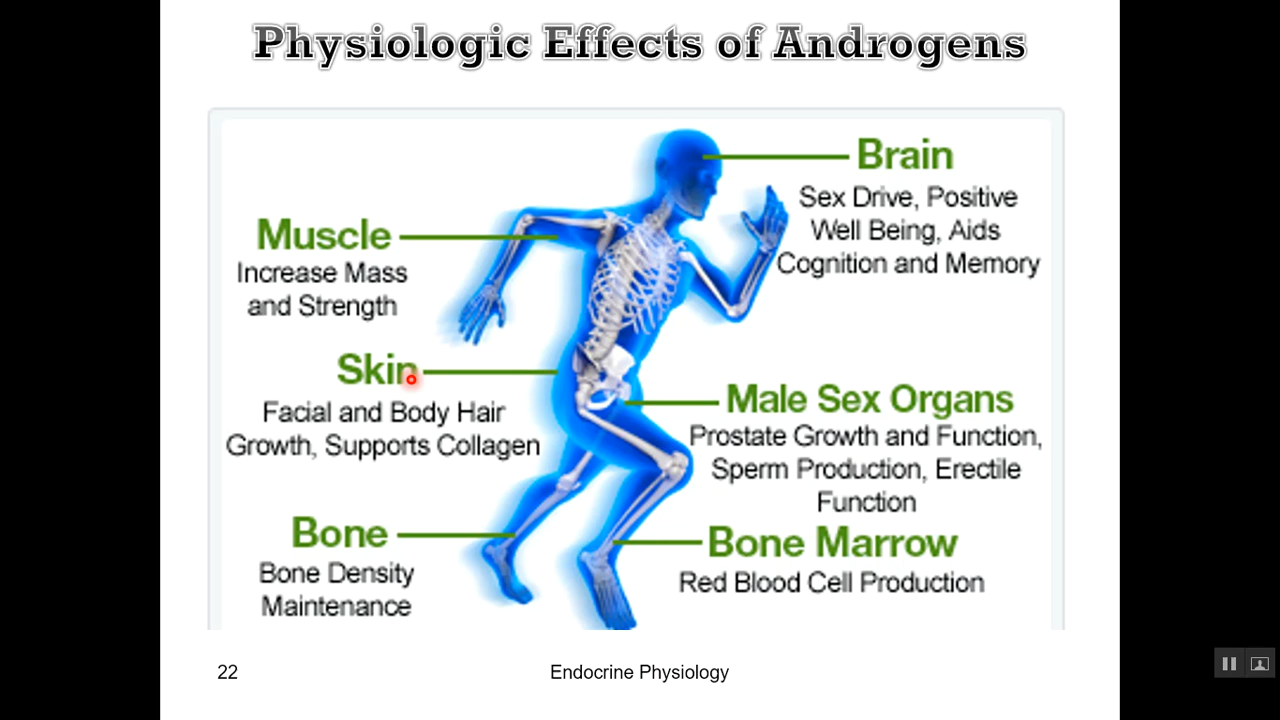 Physiologic Effects of Androgens
Brain
Sex Drive, Positive
Well Being, Aids
Cognition and Memory
Muscle
Increase Mass
and Strength
Skin
Facial and Body Hair
Growth, Supports Collagen
Male Sex Organs
Prostate Growth and Function,
Sperm Production, Erectile
Function
Bone
Bone Density
Maintenance
Bone Marrow
Red Blood Cell Production
22
Endocrine Physiology